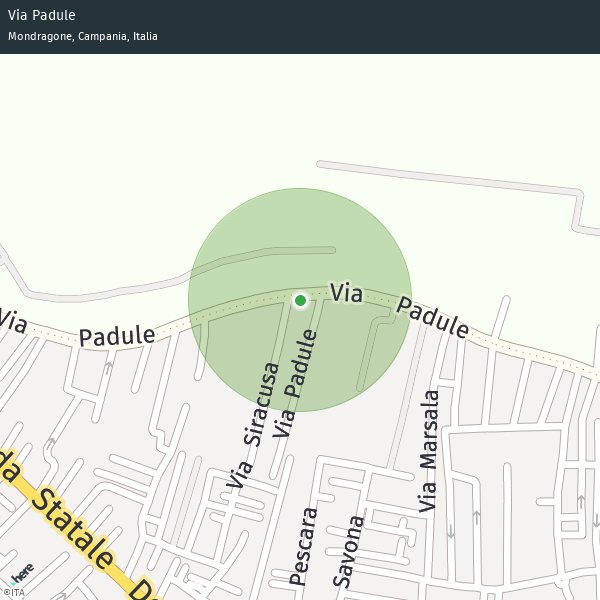 Via Padule
Mondragone, Campania, Italia
Via
Padule
Via
Padule
Via Siracusa
Via Padule
Via Marsala
da Statale Do
Pescara
Savona
here
©ITA